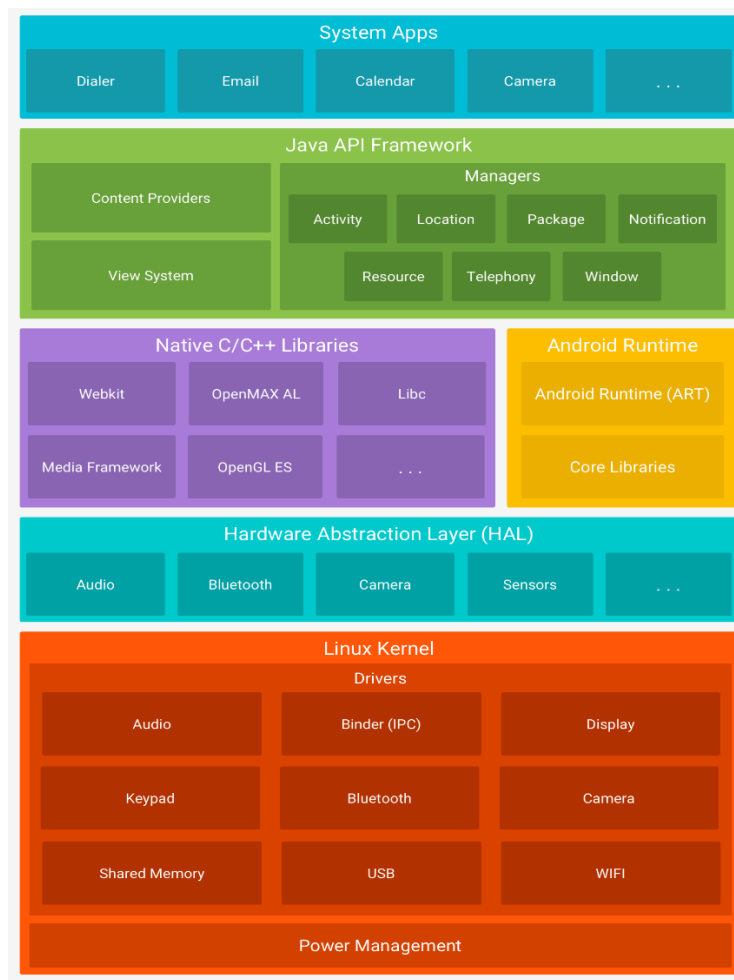 System Apps
Dialer
Email
Calendar
Camera
. . .
Java API Framework
Content Providers
View System
Managers
Activity
Location
Package
Notification
Resource
Telephony
Window
Native C/C++ Libraries
Webkit
OpenMAX AL
Libc
Media Framework
OpenGL ES
. . .
Android Runtime
Android Runtime (ART)
Core Libraries
Hardware Abstraction Layer (HAL)
Audio
Bluetooth
Camera
Sensors
. . .
Linux Kernel
Drivers
Audio
Binder (IPC)
Display
Keypad
Bluetooth
Camera
Shared Memory
USB
WIFI
Power Management